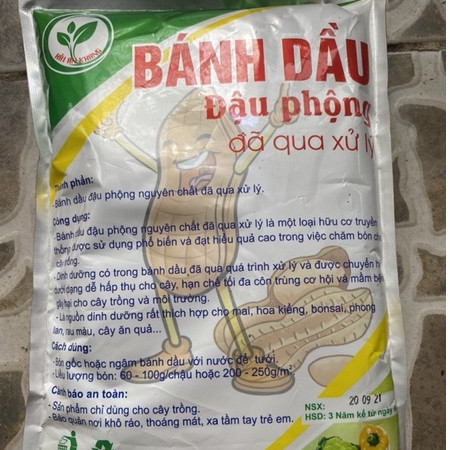 BÁNH DẦU
Đậu phộng
đã qua xử lý
Thành phần:
-Bánh dầu đậu phộng nguyên chất đã qua xử lý.
Công dụng:
-Bánh dầu đậu phộng nguyên chất đã qua xử lý là một loại hữu cơ truyền
thống được sử dụng phổ biến và đạt hiệu quả cao trong việc chăm bón cho
cây trồng.
-Dinh dưỡng có trong bánh dầu đã qua quá trình xử lý và được chuyển
dưới dạng dễ hấp thụ cho cây, hạn chế tối đa côn trùng cơ hội và mầm bệnh
gây hại cho cây trồng và môi trường.
- Là nguồn dinh dưỡng rất thích hợp cho mai, hoa kiểng, bonsai, phong
lan, rau màu, cây ăn quả...
Cách dùng:
-Bón gốc hoặc ngâm bánh dầu với nước để tưới.
-Liều lượng bón: 60 - 100g/chậu hoặc 200 - 250g/m²
Cảnh báo an toàn:
-Sản phẩm chỉ dùng cho cây trồng.
-Bảo quản nơi khô ráo, thoáng mát, xa tầm tay trẻ em.
NSX: 20 09 21
HSD: 3 Năm kể từ ngày